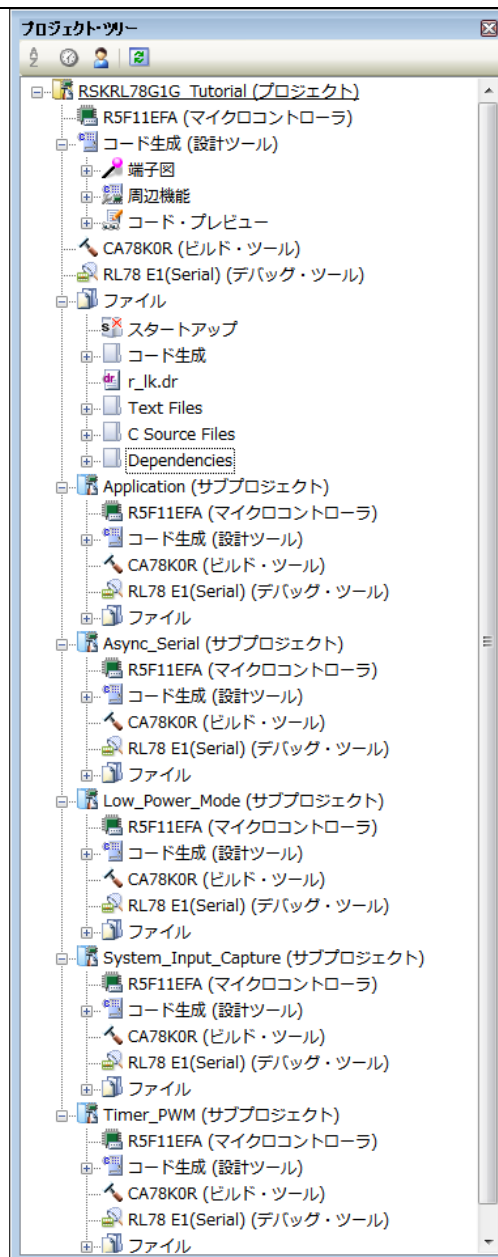 プロジェクト・ツリー
RSKRL78G1G_Tutorial (プロジェクト)
R5F11EFA (マイクロコントローラ)
コード生成 (設計ツール)
端子図
周辺機能
コード・プレビュー
CA78K0R (ビルド・ツール)
RL78 E1(Serial) (デバッグ・ツール)
ファイル
スタートアップ
コード生成
r_lk.dr
Text Files
C Source Files
Dependencies
Application (サブプロジェクト)
R5F11EFA (マイクロコントローラ)
コード生成 (設計ツール)
CA78K0R (ビルド・ツール)
RL78 E1(Serial) (デバッグ・ツール)
ファイル
Async_Serial (サブプロジェクト)
R5F11EFA (マイクロコントローラ)
コード生成 (設計ツール)
CA78K0R (ビルド・ツール)
RL78 E1(Serial) (デバッグ・ツール)
ファイル
Low_Power_Mode (サブプロジェクト)
R5F11EFA (マイクロコントローラ)
コード生成 (設計ツール)
CA78K0R (ビルド・ツール)
RL78 E1(Serial) (デバッグ・ツール)
ファイル
System_Input_Capture (サブプロジェクト)
R5F11EFA (マイクロコントローラ)
コード生成 (設計ツール)
CA78K0R (ビルド・ツール)
RL78 E1(Serial) (デバッグ・ツール)
ファイル
Timer_PWM (サブプロジェクト)
R5F11EFA (マイクロコントローラ)
コード生成 (設計ツール)
CA78K0R (ビルド・ツール)
RL78 E1(Serial) (デバッグ・ツール)
ファイル